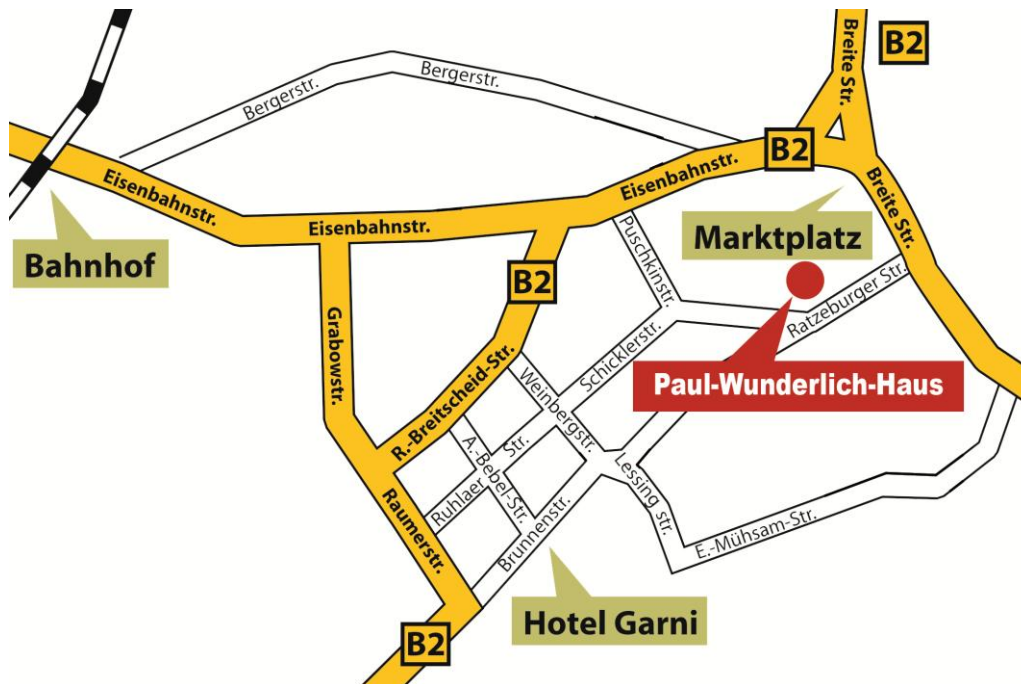 Breite Str.
B2
Bergerstr.
Bergerstr.
B2
Eisenbahnstr.
Eisenbahnstr.
Eisenbahnstr.
Breite Str.
Marktplatz
Bahnhof
Puschkinstr.
B2
Ratzeburger Str.
Grabowstr.
Schicklerstr.
Paul-Wunderlich-Haus
R.-Breitscheid-Str.
Weinbergstr.
A.-Bebel-Str.
Ruhlaer Str.
Lessing str.
Raumerstr.
Brunnenstr.
E.-Mühsam-Str.
Hotel Garni
B2